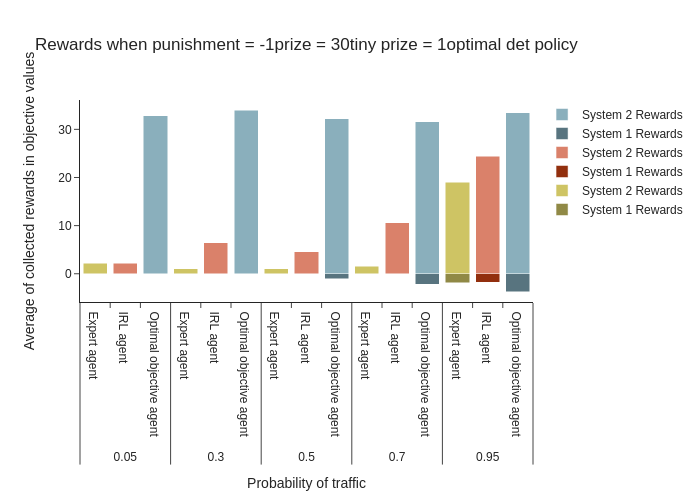 Rewards when punishment = -1prize = 30tiny prize = 1optimal det policy
Average of collected rewards in objective values
30
20
10
0
System 2 Rewards
System 1 Rewards
System 2 Rewards
System 1 Rewards
System 2 Rewards
System 1 Rewards
Expert agent
IRL agent
Optimal objective agent
Expert agent
IRL agent
Optimal objective agent
Expert agent
IRL agent
Optimal objective agent
Expert agent
IRL agent
Optimal objective agent
Expert agent
IRL agent
Optimal objective agent
0.05
0.3
0.5
0.7
0.95
Probability of traffic